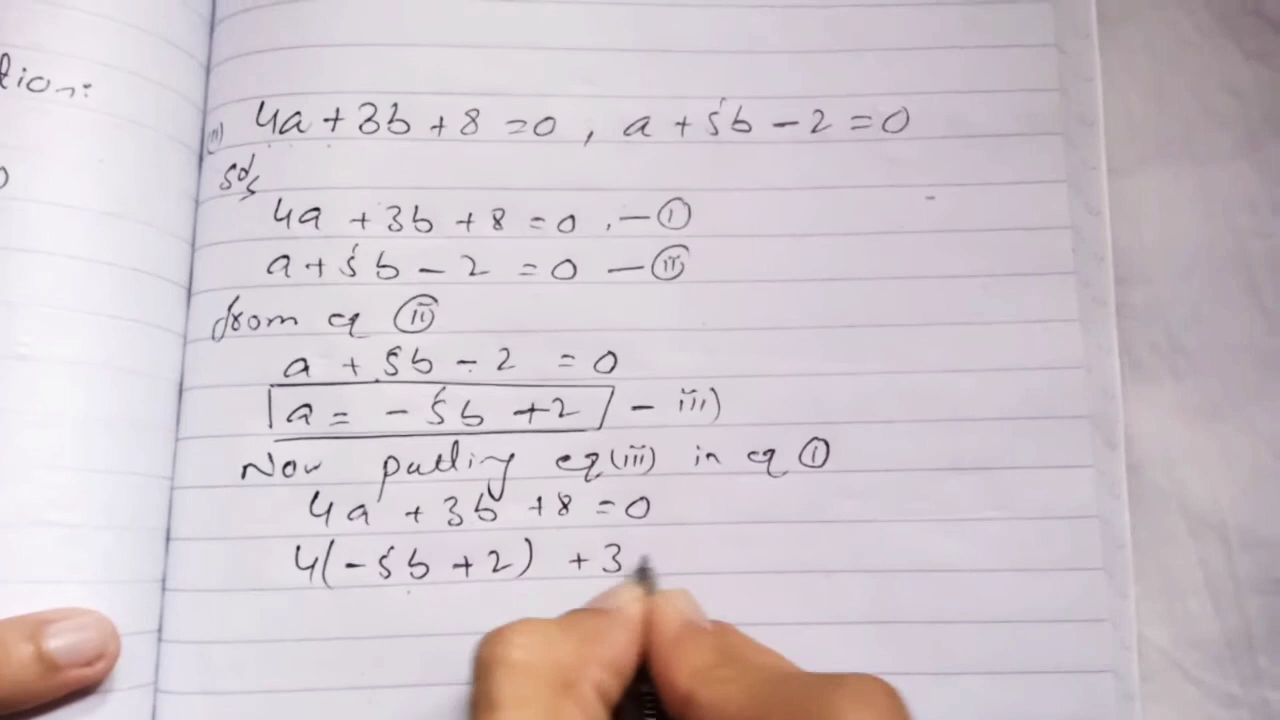 tion:
(iii) 4a + 3b + 8 = 0 , a + 5b - 2 = 0
Sol,
4a + 3b + 8 = 0 . - (i)
a + 5b - 2 = 0 - (ii)
from eq (ii)
a + 5b - 2 = 0
a = - 5b + 2 - iii)
Now putting eq(iii) in eq (i)
4a + 3b + 8 = 0
4(-5b + 2) + 3